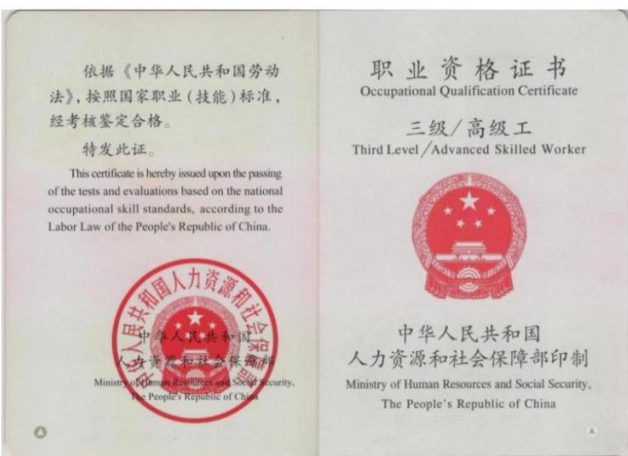 依据《中华人民共和国劳动
法》,按照国家职业(技能)标准,
经考核鉴定合格。
特发此证。
This certificate is hereby issued upon the passing
of the tests and evaluations based on the national
occupational skill standards, according to the
Labor Law of the People's Republic of China.
中华人民共和国人力资源和社会保障部
中华人民共和国
人力资源和社会保障部
Ministry of Human Resources and Social Security,
The People's Republic of China
职业资格证书
Occupational Qualification Certificate
三级/高级工
Third Level/Advanced Skilled Worker
中华人民共和国
人力资源和社会保障部印制
Ministry of Human Resources and Social Security,
The People's Republic of China